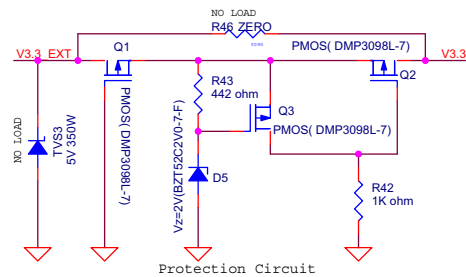 NO LOAD
R46 ZERO
V3.3_EXT
Q1
PMOS( DMP3098L-7)
V3.3
Q2
R43
442 ohm
Q3
PMOS( DMP3098L-7)
PMOS( DMP3098L-7)
NO LOAD
TVS3
5V 350W
Vz=2V(BZT52C2V0-7-F)
D5
R42
1K ohm
Protection Circuit